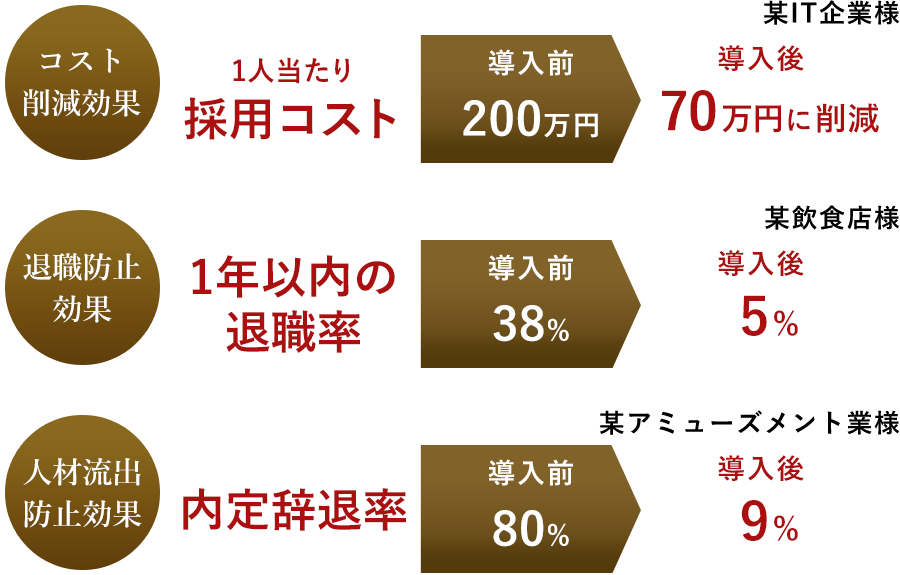 某IT企業様
コスト
削減効果
1人当たり
採用コスト
導入前
200万円
導入後
70万円に削減
某飲食店様
退職防止
効果
1年以内の
退職率
導入前
38%
導入後
5%
某アミューズメント業様
人材流出
防止効果
内定辞退率
導入前
80%
導入後
9%